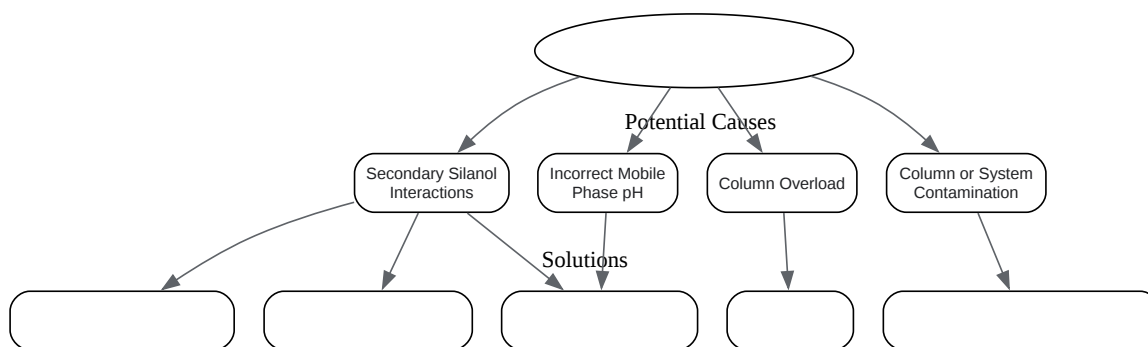 Potential Causes
Secondary Silanol
Interactions
Incorrect Mobile
Phase pH
Column Overload
Column or System
Contamination
Solutions